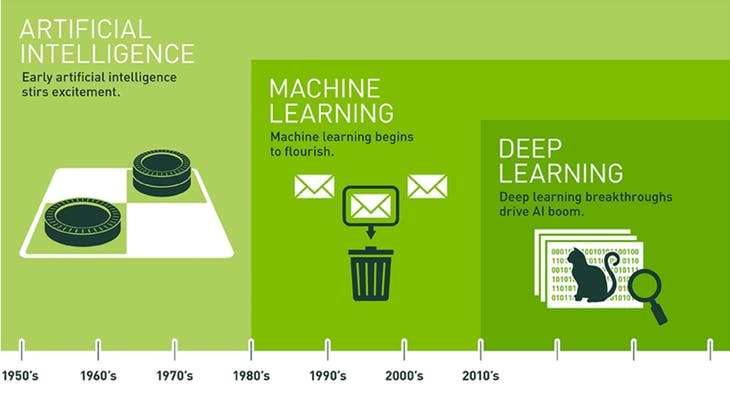 ARTIFICIAL
INTELLIGENCE
Early artificial intelligence
stirs excitement.
MACHINE
LEARNING
Machine learning begins
to flourish.
DEEP
LEARNING
Deep learning breakthroughs
drive AI boom.
1950's 1960's 1970's 1980's 1990's 2000's 2010's